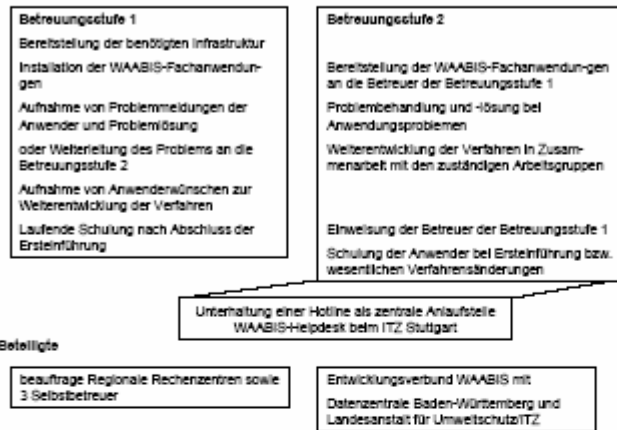 Betreuungsstufe 1
Bereitstellung der benötigten Infrastruktur
Installation der WAABIS-Fachanwendun-
gen
Aufnahme von Problemmeldungen der
Anwender und Problemlösung
oder Weiterleitung des Problems an die
Betreuungsstufe 2
Aufnahme von Anwenderwünschen zur
Weiterentwicklung der Verfahren
Laufende Schulung nach Abschluss der
Ersteinführung
Betreuungsstufe 2
Bereitstellung der WAABIS-Fachanwendun-gen
an die Betreuer der Betreuungsstufe 1
Problembehandlung und -lösung bei
Anwendungsproblemen
Weiterentwicklung der Verfahren in Zusam-
menarbeit mit den zuständigen Arbeitsgruppen
Einweisung der Betreuer der Betreuungsstufe 1
Schulung der Anwender bei Ersteinführung bzw.
wesentlichen Verfahrensänderungen
Unterhaltung einer Hotline als zentrale Anlaufstelle
WAABIS-Helpdesk beim ITZ Stuttgart
Beteiligte
beauftrage Regionale Rechenzentren sowie
3 Selbstbetreuer
Entwicklungsverbund WAABIS mit
Datenzentrale Baden-Württemberg und
Landesanstalt für Umweltschutz/ITZ